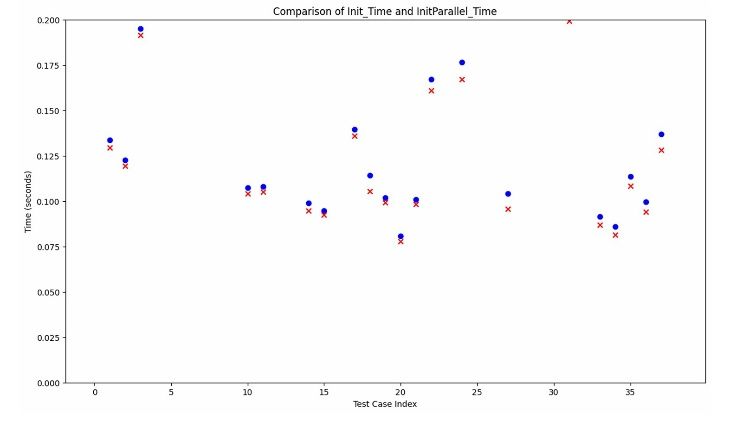 Comparison of Init_Time and InitParallel_Time
0.200
0.175
0.150
0.125
0.100
0.075
0.050
0.025
0.000
Time (seconds)
0 5 10 15 20 25 30 35
Test Case Index